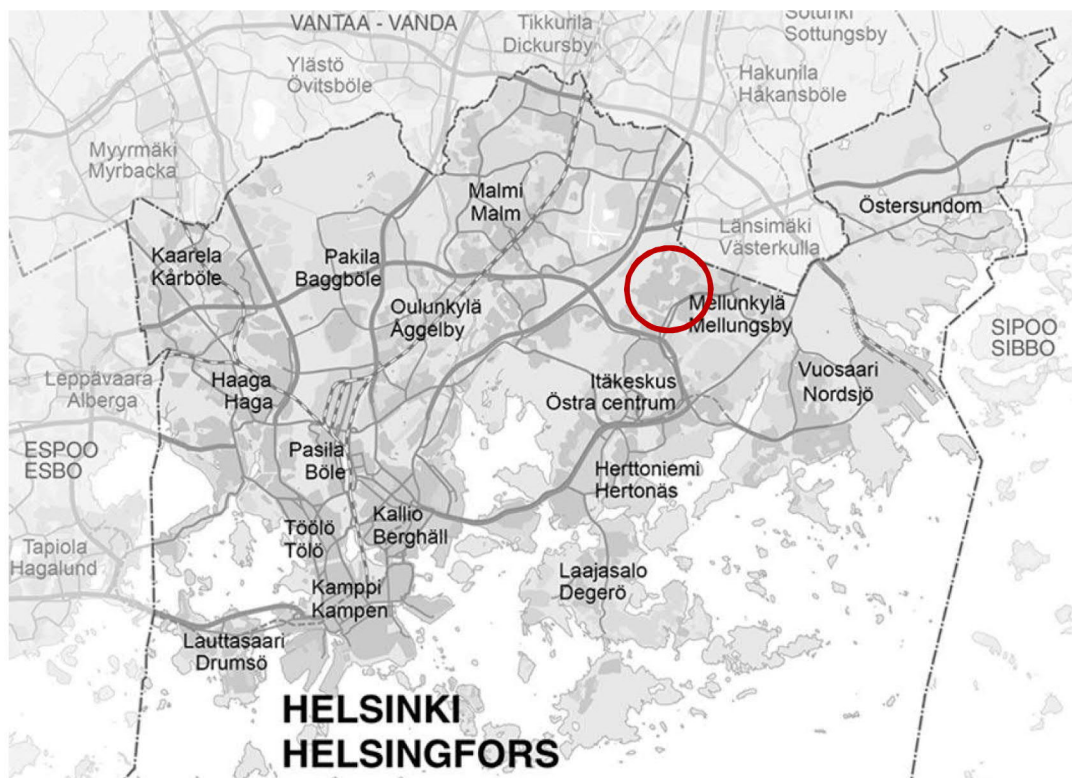 VANTAA - VANDA
Tikkurila
Dickursby
Sotunki
Sottungsby
Ylästö
Övitsböle
Hakunila
Håkansböle
Myyrmäki
Myrbacka
Malmi
Malm
Östersundom
Länsimäki
Västerkulla
Kaarela
Kårböle
Pakila
Baggböle
Oulunkylä
Åggelby
Mellunkylä
Mellungsby
SIPOO
SIBBO
Leppävaara
Alberga
Haaga
Haga
Itäkeskus
Östra centrum
Vuosaari
Nordsjö
ESPOO
ESBO
Pasila
Böle
Herttoniemi
Hertonäs
Kallio
Berghäll
Töölö
Tölö
Tapiola
Hagalund
Laajasalo
Degerö
Kamppi
Kampen
Lauttasaari
Drumsö
HELSINKI
HELSINGFORS